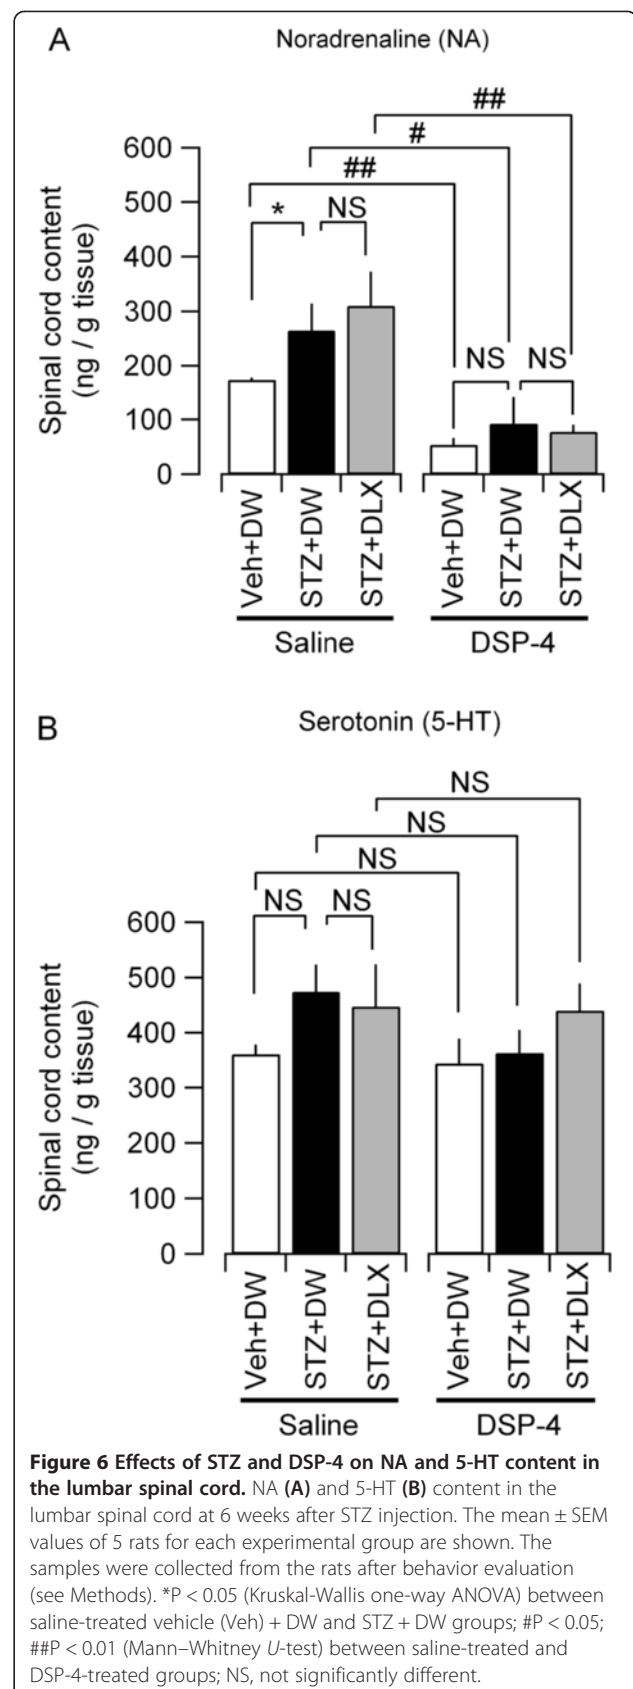 A
Noradrenaline (NA)
##
#
##
*
NS
NS
NS
Spinal cord content
(ng / g tissue)
600
500
400
300
200
100
0
Veh+DW
STZ+DW
STZ+DLX
Veh+DW
STZ+DW
STZ+DLX
Saline
DSP-4
B
Serotonin (5-HT)
NS
NS
NS
NS
NS
Spinal cord content
(ng / g tissue)
600
500
400
300
200
100
0
Veh+DW
STZ+DW
STZ+DLX
Veh+DW
STZ+DW
STZ+DLX
Saline
DSP-4
Figure 6 Effects of STZ and DSP-4 on NA and 5-HT content in
the lumbar spinal cord. NA (A) and 5-HT (B) content in the
lumbar spinal cord at 6 weeks after STZ injection. The mean ± SEM
values of 5 rats for each experimental group are shown. The
samples were collected from the rats after behavior evaluation
(see Methods). *P < 0.05 (Kruskal-Wallis one-way ANOVA) between
saline-treated vehicle (Veh) + DW and STZ + DW groups; #P < 0.05;
##P < 0.01 (Mann–Whitney U-test) between saline-treated and
DSP-4-treated groups; NS, not significantly different.